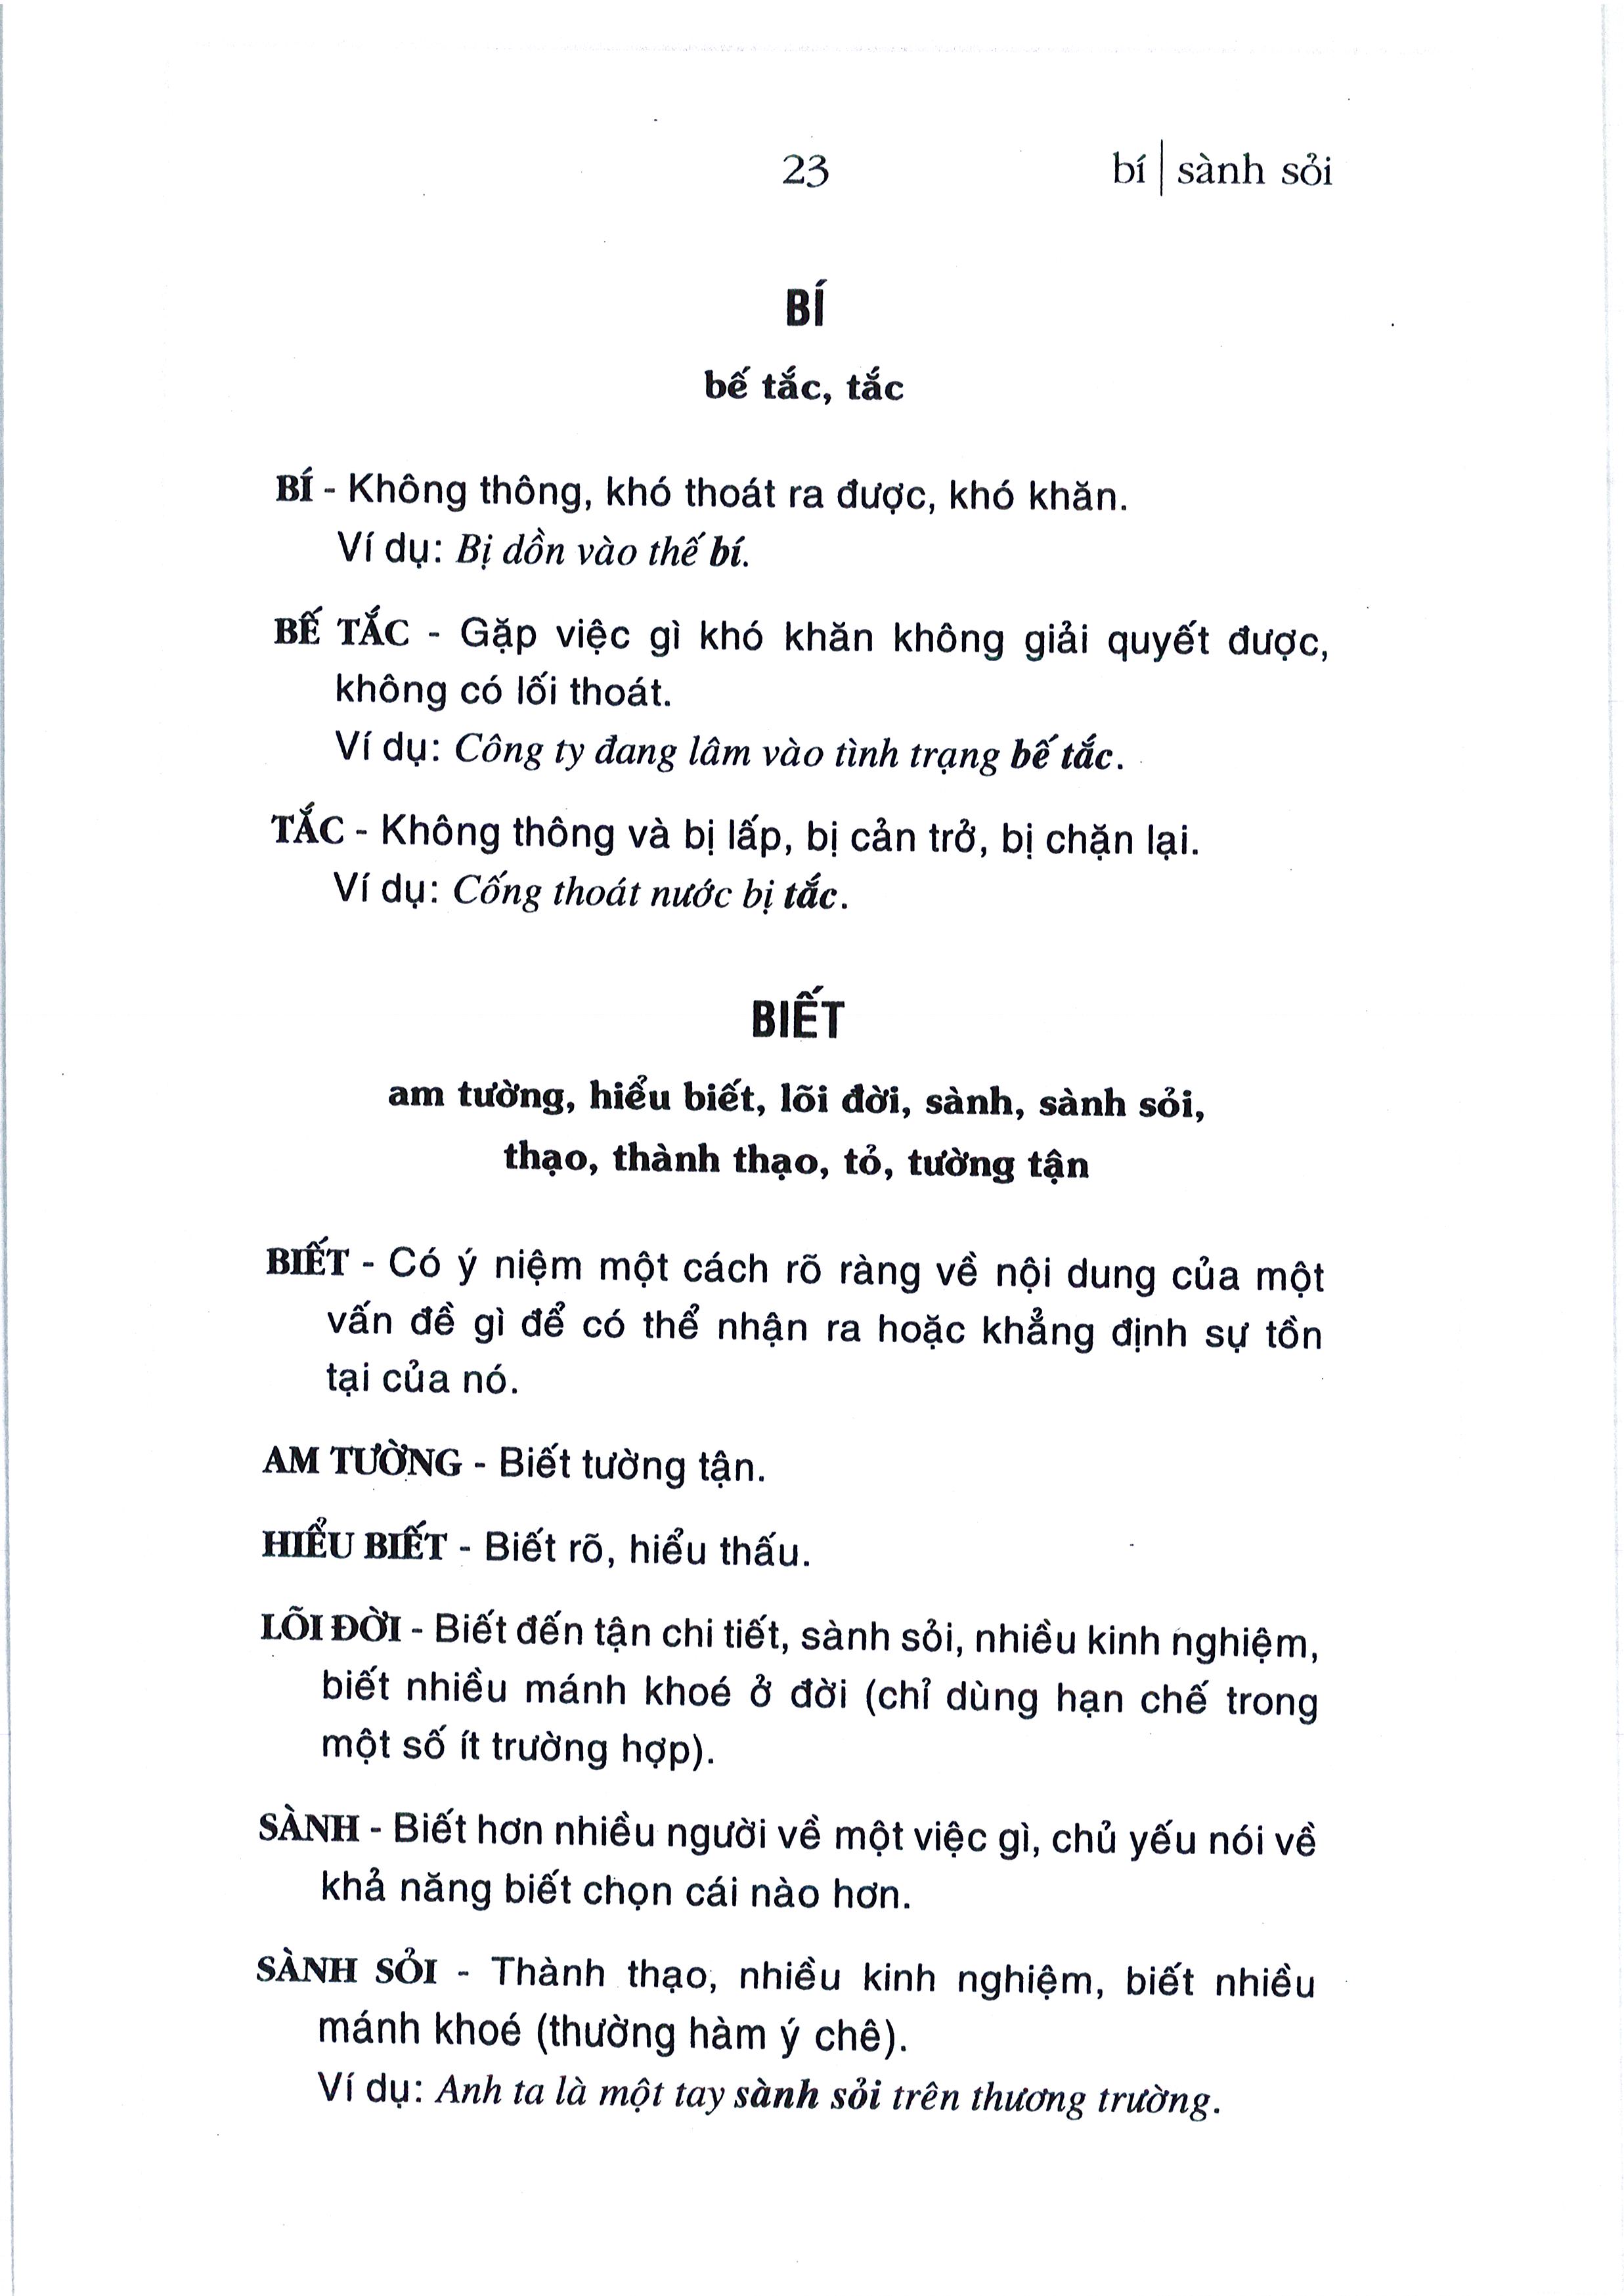 23 bí | sành sỏi
BÍ
bế tắc, tắc
BÍ - Không thông, khó thoát ra được, khó khăn.
Ví dụ: Bị dồn vào thế bí.
BẾ TẮC - Gặp việc gì khó khăn không giải quyết được,
không có lối thoát.
Ví dụ: Công ty đang lâm vào tình trạng bế tắc.
TẮC - Không thông và bị lấp, bị cản trở, bị chặn lại.
Ví dụ: Cống thoát nước bị tắc.
BIẾT
am tường, hiểu biết, lõi đời, sành, sành sỏi,
thạo, thành thạo, tỏ, tường tận
BIẾT - Có ý niệm một cách rõ ràng về nội dung của một
vấn đề gì để có thể nhận ra hoặc khẳng định sự tồn
tại của nó.
AM TƯỜNG - Biết tường tận.
HIỂU BIẾT - Biết rõ, hiểu thấu.
LÕI ĐỜI - Biết đến tận chi tiết, sành sỏi, nhiều kinh nghiệm,
biết nhiều mánh khoé ở đời (chỉ dùng hạn chế trong
một số ít trường hợp).
SÀNH - Biết hơn nhiều người về một việc gì, chủ yếu nói về
khả năng biết chọn cái nào hơn.
SÀNH SỎI - Thành thạo, nhiều kinh nghiệm, biết nhiều
mánh khoé (thường hàm ý chê).
Ví dụ: Anh ta là một tay sành sỏi trên thương trường.